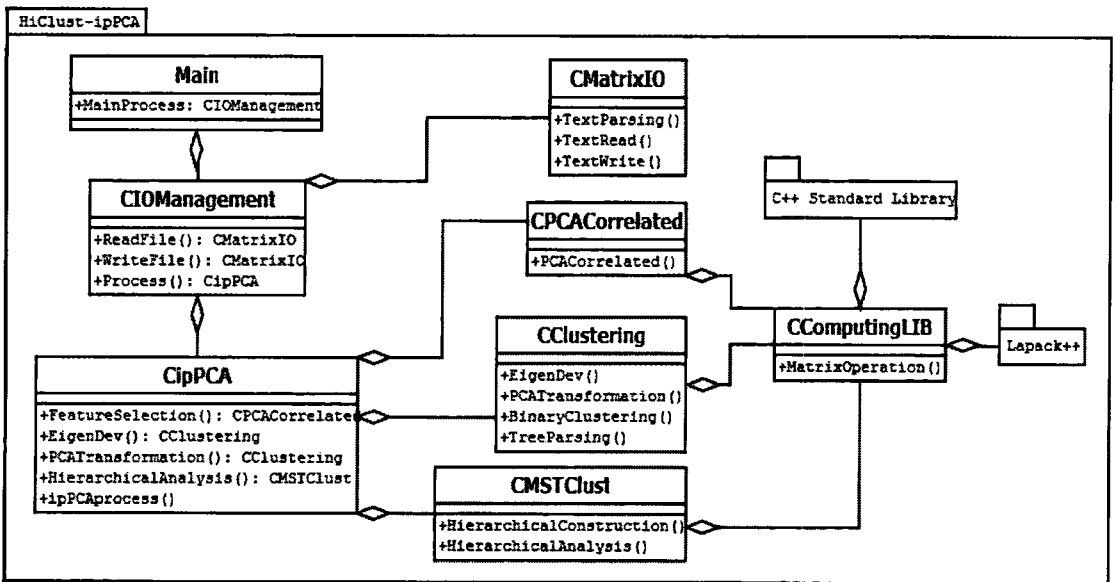 HiClust-ipPCA
Main
+MainProcess: CIOManagement
CMatrixIO
+TextParsing()
+TextRead()
+TextWrite()
CIOManagement
+ReadFile(): CMatrixIO
+WriteFile(): CMatrixIO
+Process(): CipPCA
C++ Standard Library
CPCACorrelated
+PCACorrelated()
CComputingLIB
+MatrixOperation()
Lapack++
CClustering
+EigenDev()
+PCATransformation()
+BinaryClustering()
+TreeParsing()
CipPCA
+FeatureSelection(): CPCACorrelated
+EigenDev(): CClustering
+PCATransformation(): CClustering
+HierarchicalAnalysis(): CMSTClust
+ipPCAprocess()
CMSTClust
+HierarchicalConstruction()
+HierarchicalAnalysis()